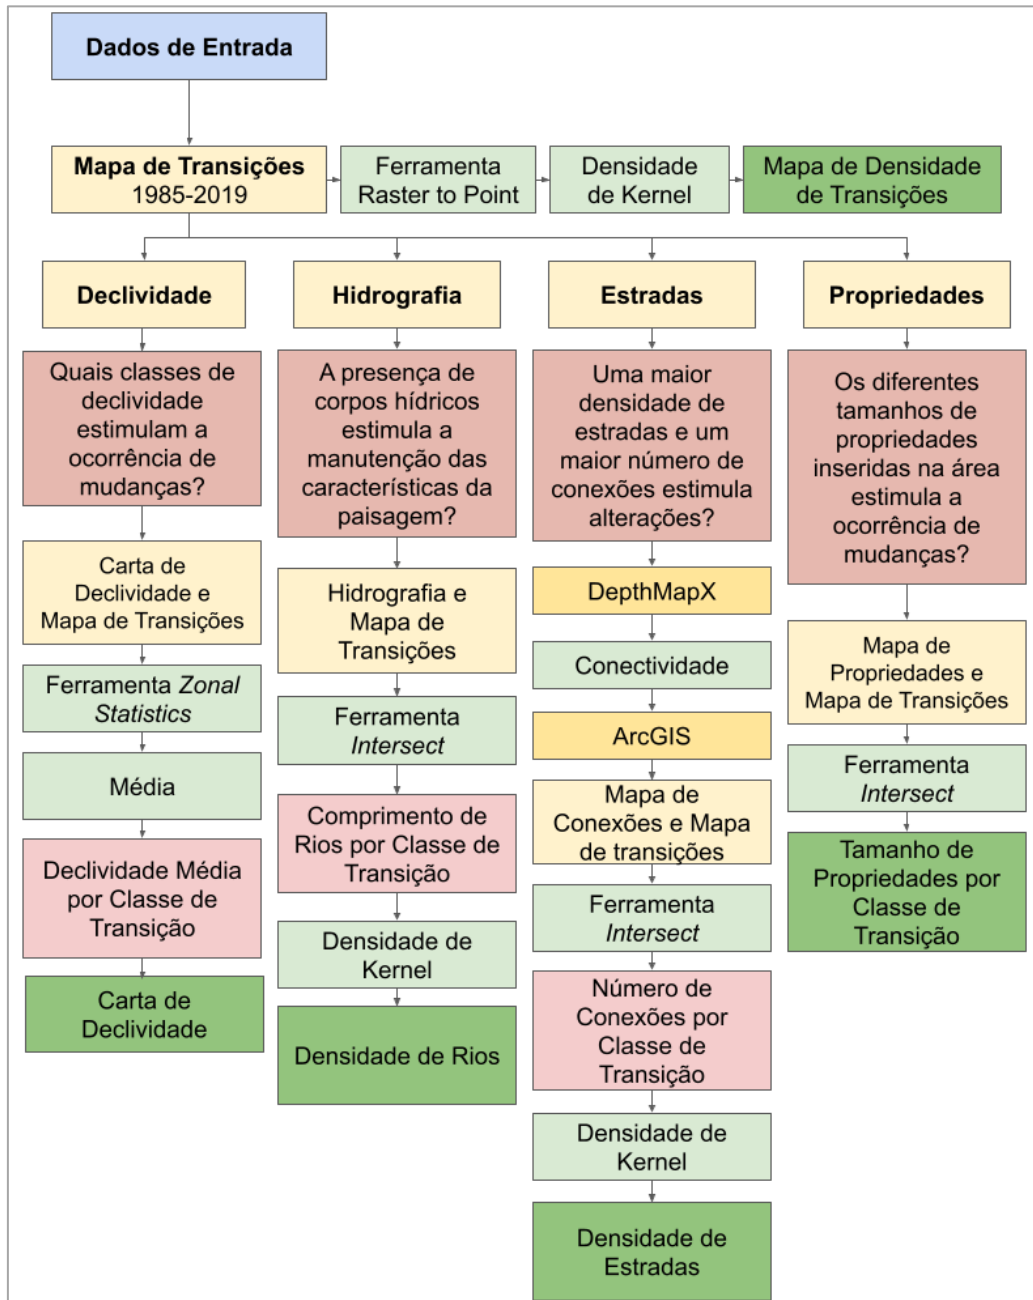 Dados de Entrada
Mapa de Transições
1985-2019
Ferramenta
Raster to Point
Densidade
de Kernel
Mapa de Densidade
de Transições
Declividade
Quais classes de
declividade
estimulam a
ocorrência de
mudanças?
Carta de
Declividade e
Mapa de Transições
Ferramenta Zonal
Statistics
Média
Declividade Média
por Classe de
Transição
Carta de
Declividade
Hidrografia
A presença de
corpos hídricos
estimula a
manutenção das
características da
paisagem?
Hidrografia e
Mapa de
Transições
Ferramenta
Intersect
Comprimento de
Rios por Classe de
Transição
Densidade de
Kernel
Densidade de Rios
Estradas
Uma maior
densidade de
estradas e um
maior número de
conexões estimula
alterações?
DepthMapX
Conectividade
ArcGIS
Mapa de
Conexões e Mapa
de transições
Ferramenta
Intersect
Número de
Conexões por
Classe de
Transição
Densidade de
Kernel
Densidade de
Estradas
Propriedades
Os diferentes
tamanhos de
propriedades
inseridas na área
estimula a
ocorrência de
mudanças?
Mapa de
Propriedades e
Mapa de Transições
Ferramenta
Intersect
Tamanho de
Propriedades por
Classe de
Transição